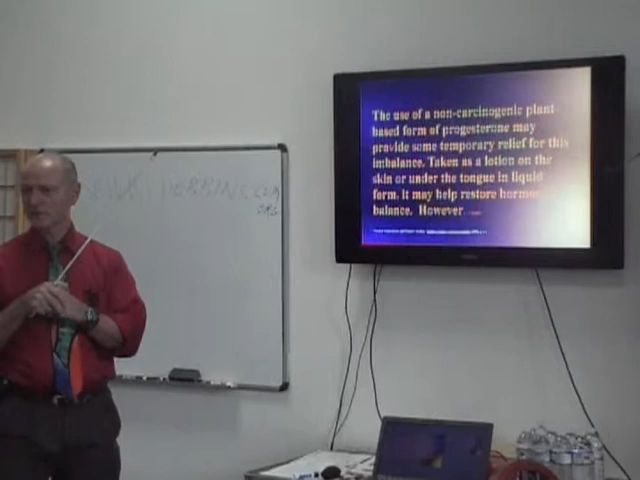 The use of a non-carcinogenic plant
based form of progesterone may
provide some temporary relief for this
imbalance. Taken as a lotion on the
skin or under the tongue in liquid
form, it may help restore hormone
balance. However